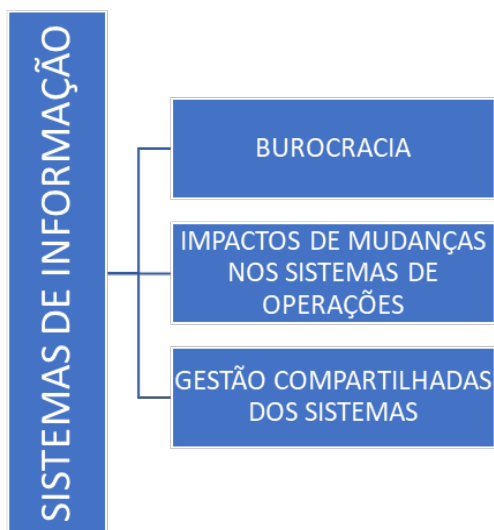 SISTEMAS DE INFORMAÇÃO
BUROCRACIA
IMPACTOS DE MUDANÇAS
NOS SISTEMAS DE
OPERAÇÕES
GESTÃO COMPARTILHADAS
DOS SISTEMAS